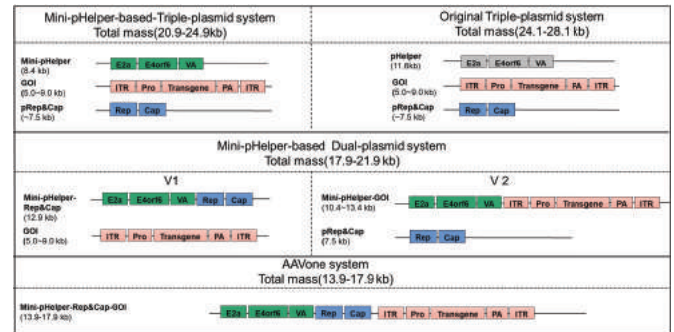 Mini-pHelper-based-Triple-plasmid system
Total mass(20.9-24.9kb)
Mini-pHelper
(8.4 kb)
E2a E4orf6 VA
GOI
(5.0~9.0 kb)
ITR Pro Transgene PA ITR
pRep&Cap
(~7.5 kb)
Rep Cap
Original Triple-plasmid system
Total mass(24.1-28.1 kb)
pHelper
(11.6kb)
E2a E4orf6 VA
GOI
(5.0~9.0 kb)
ITR Pro Transgene PA ITR
pRep&Cap
(~7.5 kb)
Rep Cap
Mini-pHelper-based Dual-plasmid system
Total mass(17.9-21.9 kb)
V1
Mini-pHelper-
Rep&Cap
(12.9 kb)
E2a E4orf6 VA Rep Cap
GOI
(5.0~9.0 kb)
ITR Pro Transgene PA ITR
V 2
Mini-pHelper-GOI
(10.4~13.4 kb)
E2a E4orf6 VA ITR Pro Transgene PA ITR
pRep&Cap
(7.5 kb)
Rep Cap
AAVone system
Total mass(13.9-17.9 kb)
Mini-pHelper-Rep&Cap-GOI
(13.9-17.9 kb)
E2a E4orf6 VA Rep Cap ITR Pro Transgene PA ITR